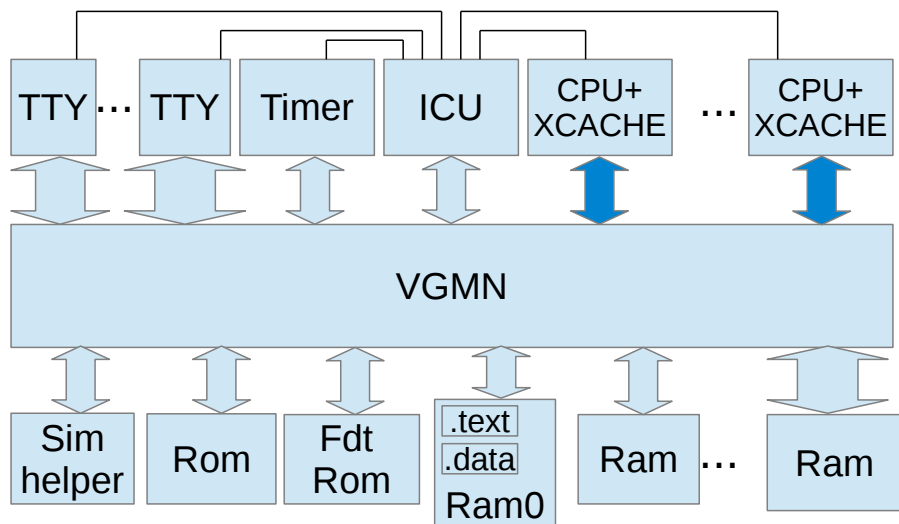 TTY ... TTY Timer ICU CPU+ ... CPU+
XCACHE XCACHE
VGMN
Sim
helper
Rom
Fdt
Rom
.text
.data
Ram0
Ram ... Ram